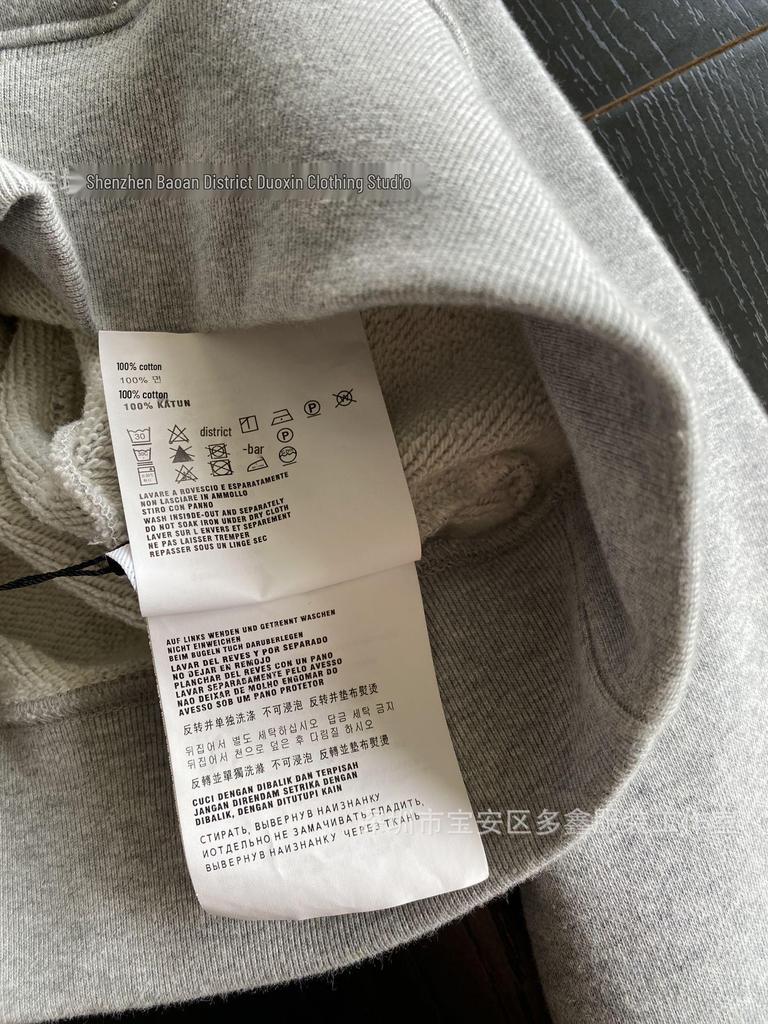 Shenzhen Baoan District Duoxin Clothing Studio
100% cotton
100% 면
100% cotton
100% KATUN
30
district
P
W
-bar
P
LAVARE A ROVESCIO E SEPARATAMENTE
NON LASCIARE IN AMMOLLO
STIRO CON PANNO
WASH INSI9DE-OUT AND SEPARATELY
DO NOT SOAK IRON UNDER DRY CLOTH
LAVER SUR L ENVERS ET SEPAREMENT
NE PAS LAISSER TREMPER
REPASSER SOUS UN LINGE SEC
AUF LINKS WENDEN UND GETRENNT WASCHEN
NICHT EINWEICHEN
BEIM BUGELN TUCH DARUBERLEGEN
LAVAR DEL REVES Y POR SEPARADO
NO DEJAR EN REMOJO
PLANCHAR DEL REVES CON UN PANO
LAVAR SEPARADAMENTE PELO AVESSO
NAO DEIXAR DE MOLHO ENGOMAR DO
AVESSO SOB UM PANO PROTETOR
反转并单独洗涤 不可浸泡 反转并垫布熨烫
뒤집어서 별도 세탁하십시오 담금 세탁 금지
뒤집어서 천으로 덮은 후 다림질 하시오
反轉並單獨洗滌 不可浸泡 反轉並墊布熨燙
CUCI DENGAN DIBALIK DAN TERPISAH
JANGAN DIRENDAM SETRIKA DENGAN
DIBALIK, DENGAN DITUTUPI KAIN
СТИРАТЬ, ВЫВЕРНУВ НАИЗНАНКУ
ИОТДЕЛЬНО НЕ ЗАМАЧИВАТЬ ГЛАДИТЬ,
ВЫВЕРНУВ НАИЗНАНКУ ЧЕРЕЗ ТКАНЬ
圳市宝安区多鑫